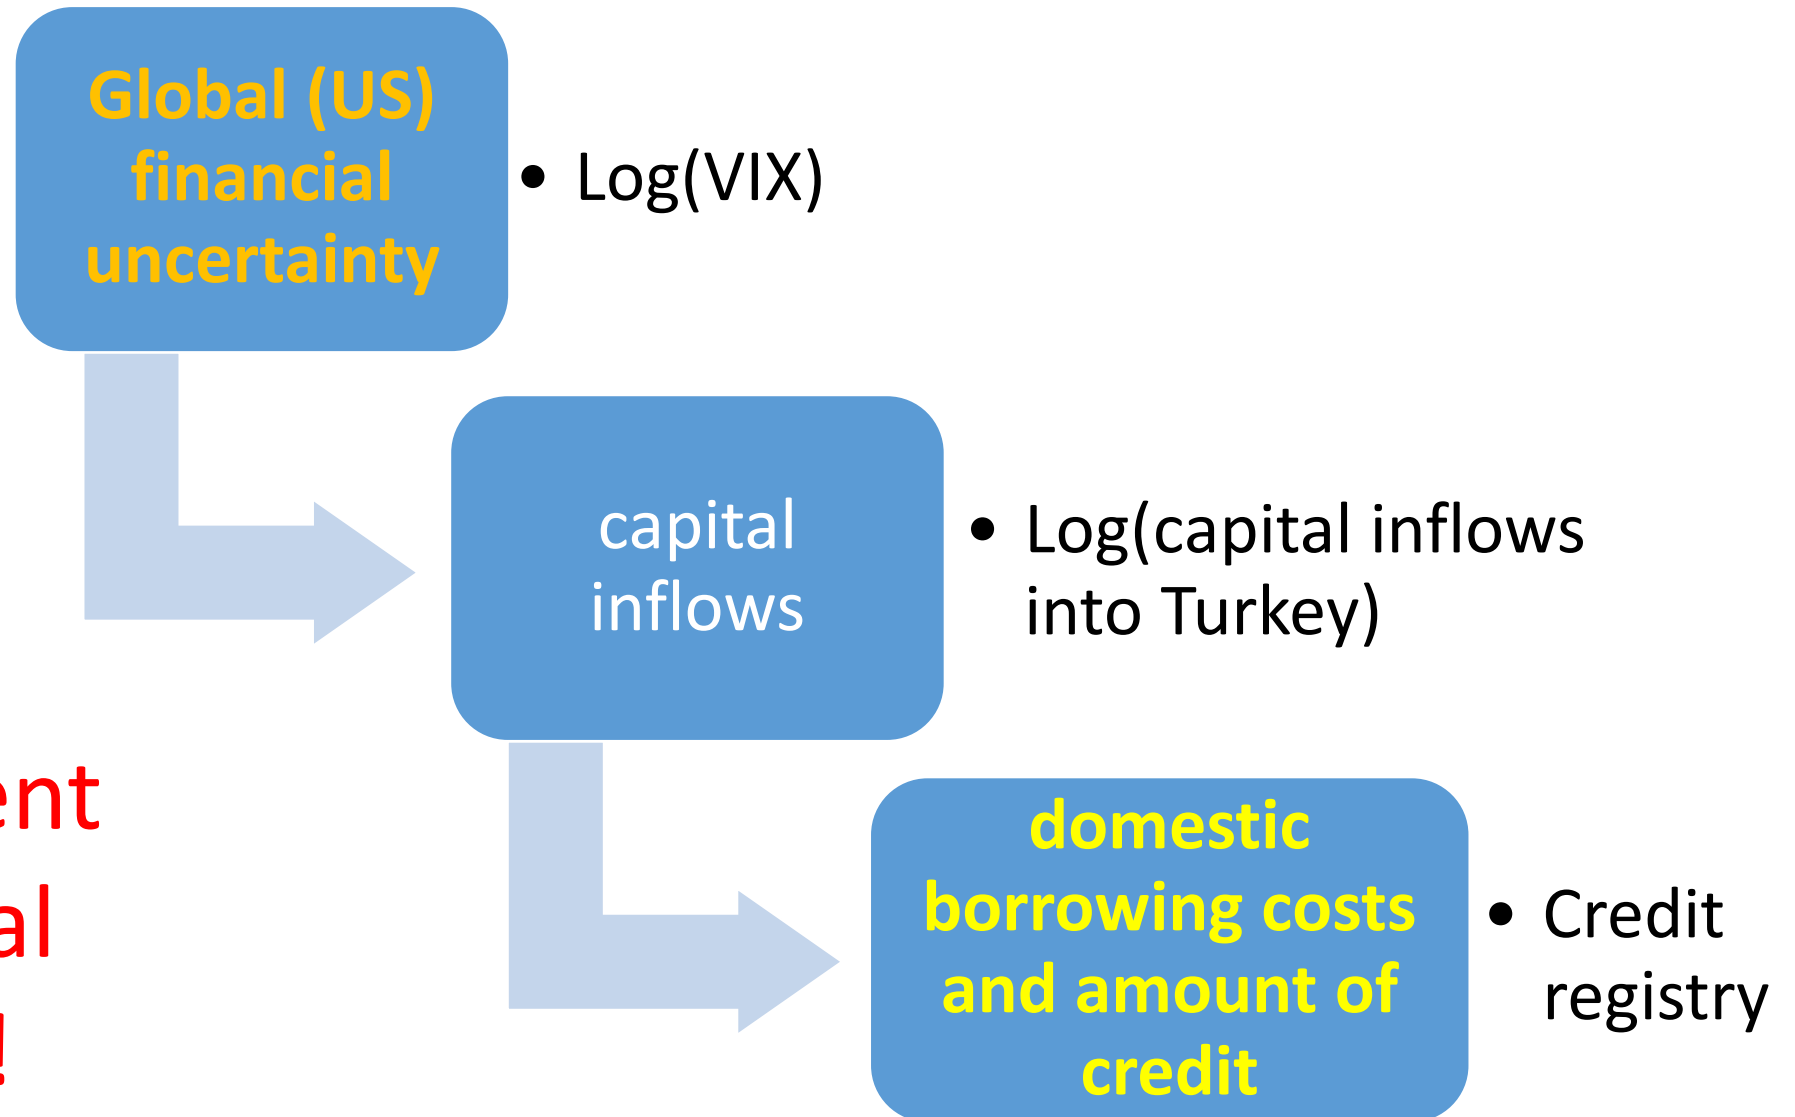 Global (US)
financial
uncertainty
• Log(VIX)
capital
inflows
• Log(capital inflows
into Turkey)
domestic
borrowing costs
and amount of
credit
• Credit
registry
!